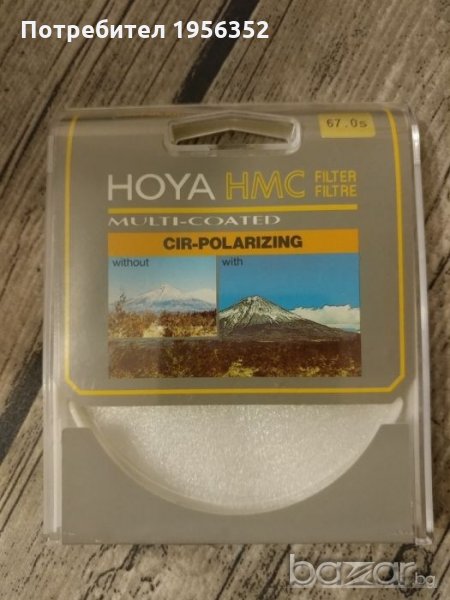 Потребител 1956352
67.0s
HOYA HMC FILTER
FILTRE
MULTI-COATED
CIR-POLARIZING
without with
bazar.bg